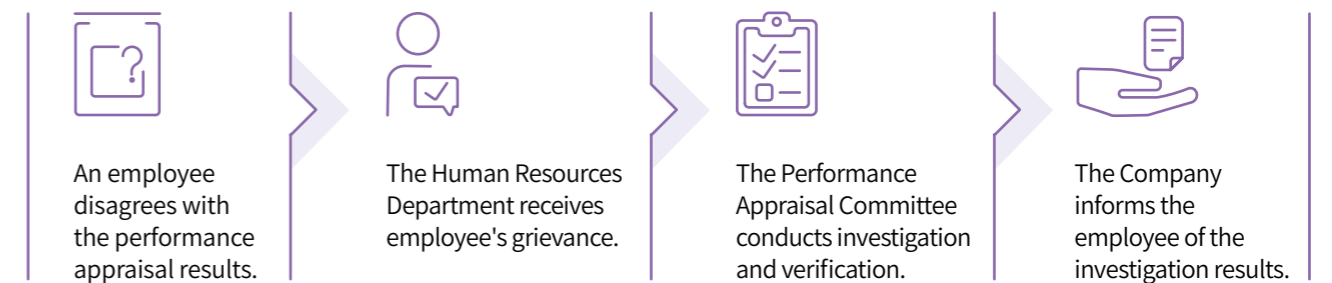 An employee
disagrees with
the performance
appraisal results.
The Human Resources
Department receives
employee's grievance.
The Performance
Appraisal Committee
conducts investigation
and verification.
The Company
informs the
employee of the
investigation results.